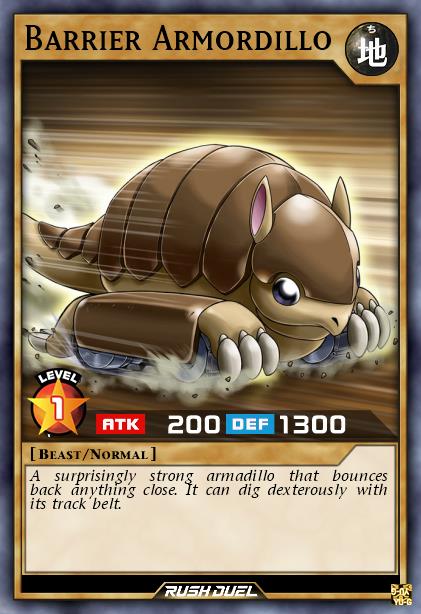 BARRIER ARMORDILLO
ち
地
LEVEL
1
ATK 200 DEF 1300
[BEAST/NORMAL]
A surprisingly strong armadillo that bounces
back anything close. It can dig dexterously with
its track belt.
RUSH DUEL